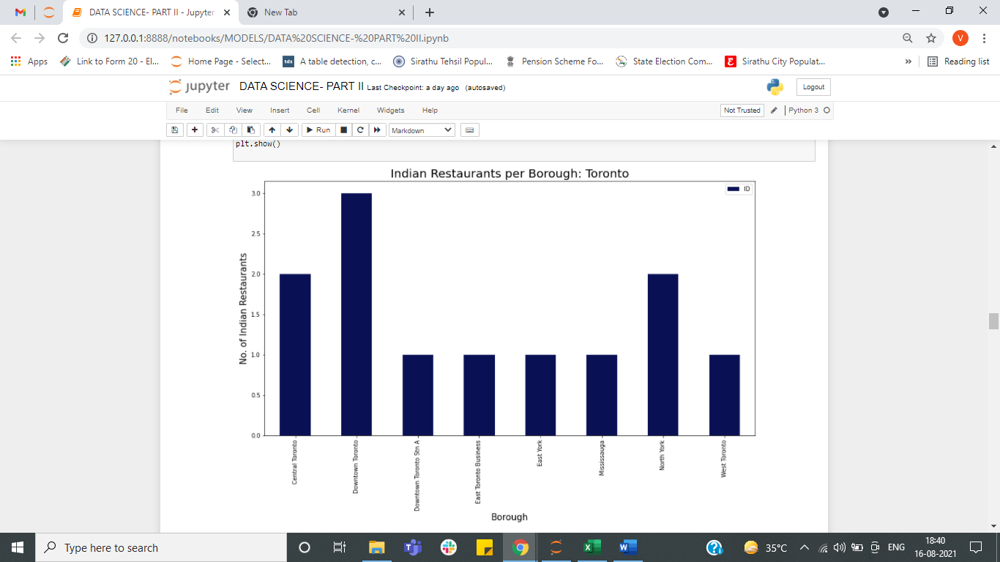 DATA SCIENCE- PART II - Jupyter
New Tab
127.0.0.1:8888/notebooks/MODELS/DATA%20SCIENCE-%20PART%20II.ipynb
V
Apps
Link to Form 20 - El...
Home Page - Select...
tds
A table detection, c...
Sirathu Tehsil Popul...
Pension Scheme Fo...
State Election Com...
Sirathu City Populat...
»
Reading list
jupyter DATA SCIENCE- PART II Last Checkpoint: a day ago (autosaved)
Logout
File Edit View Insert Cell Kernel Widgets Help
Not Trusted
Python 3
Run
Markdown
plt.show()
Indian Restaurants per Borough: Toronto
ID
No. of Indian Restaurants
3.0
2.5
2.0
1.5
1.0
0.5
0.0
Central Toronto
Downtown Toronto
Downtown Toronto Stn A
East Toronto Business
East York
Mississauga
North York
West Toronto
Borough
Type here to search
35°C
ENG
18:40
16-08-2021